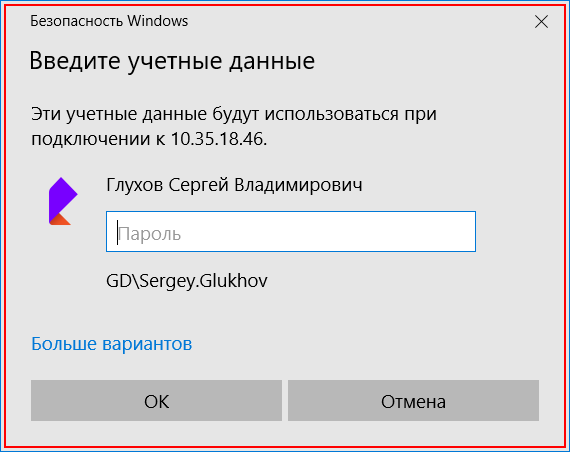 Безопасность Windows
Введите учетные данные
Эти учетные данные будут использоваться при
подключении к 10.35.18.46.
Глухов Сергей Владимирович
Пароль
GD\Sergey.Glukhov
Больше вариантов
ОК
Отмена